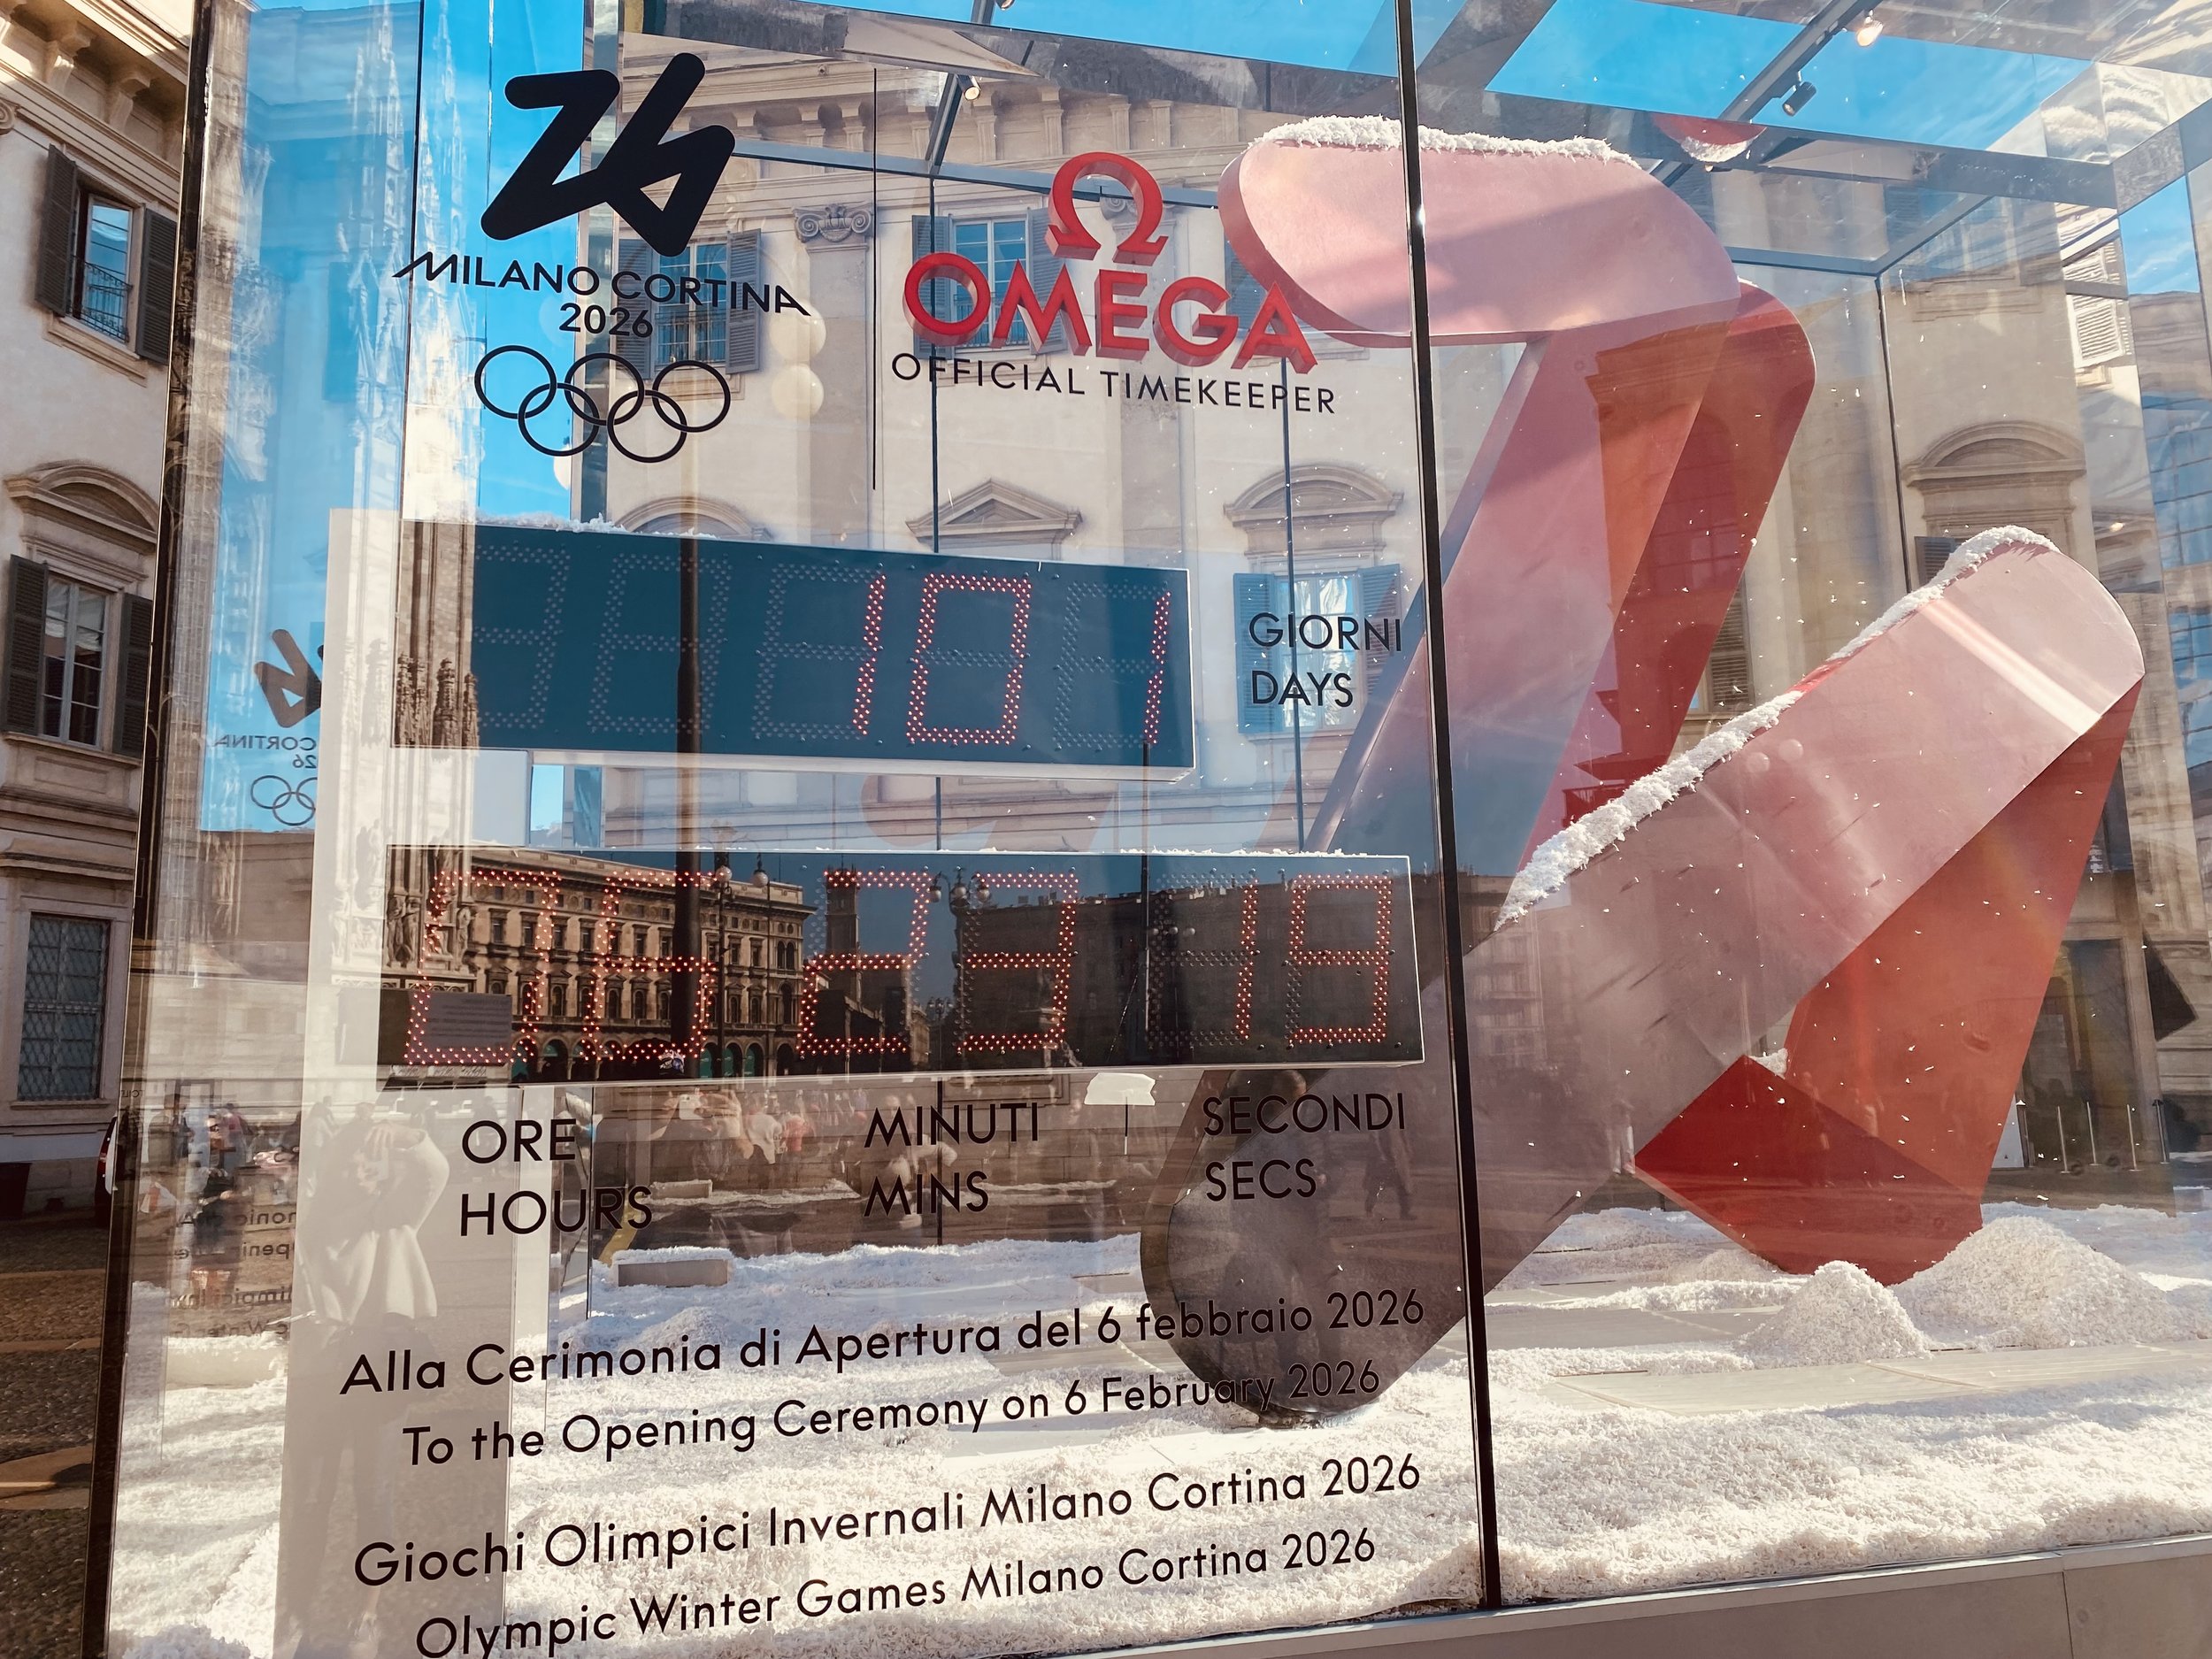 26
MILANO CORTINA
2026
Ω
OMEGA
OFFICIAL TIMEKEEPER
101
GIORNI
DAYS
06 23 19
ORE MINUTI SECONDI
HOURS MINS SECS
Alla Cerimonia di Apertura del 6 febbraio 2026
To the Opening Ceremony on 6 February 2026
Giochi Olimpici Invernali Milano Cortina 2026
Olympic Winter Games Milano Cortina 2026